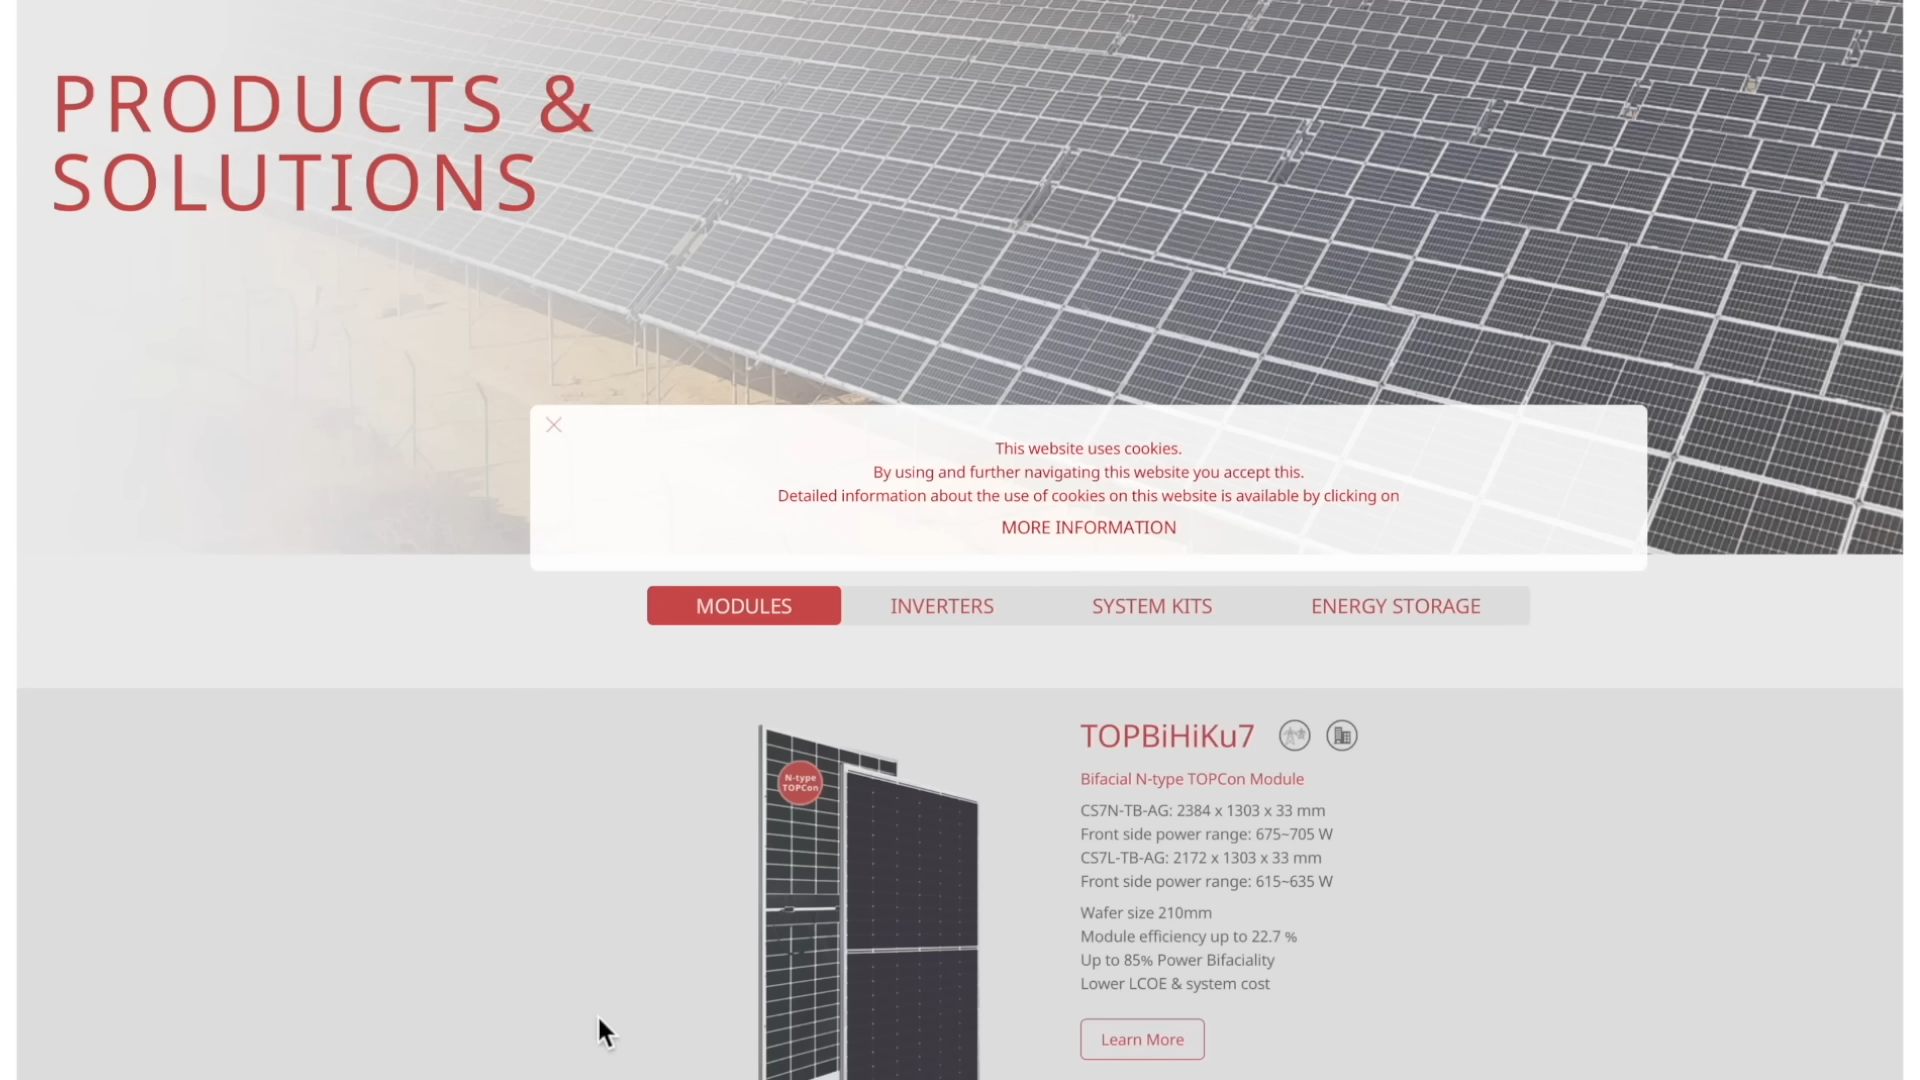 PRODUCTS &
SOLUTIONS
This website uses cookies.
By using and further navigating this website you accept this.
Detailed information about the use of cookies on this website is available by clicking on
MORE INFORMATION
MODULES
INVERTERS
SYSTEM KITS
ENERGY STORAGE
N-type
TOPCon
TOPBiHiKu7
Bifacial N-type TOPCon Module
CS7N-TB-AG: 2384 x 1303 x 33 mm
Front side power range: 675~705 W
CS7L-TB-AG: 2172 x 1303 x 33 mm
Front side power range: 615~635 W
Wafer size 210mm
Module efficiency up to 22.7 %
Up to 85% Power Bifaciality
Lower LCOE & system cost
Learn More